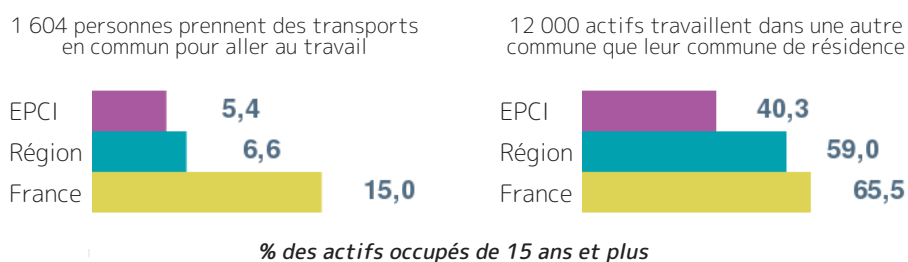 1 604 personnes prennent des transports
en commun pour aller au travail
EPCI 5,4
Région 6,6
France 15,0
12 000 actifs travaillent dans une autre
commune que leur commune de résidence
EPCI 40,3
Région 59,0
France 65,5
% des actifs occupés de 15 ans et plus